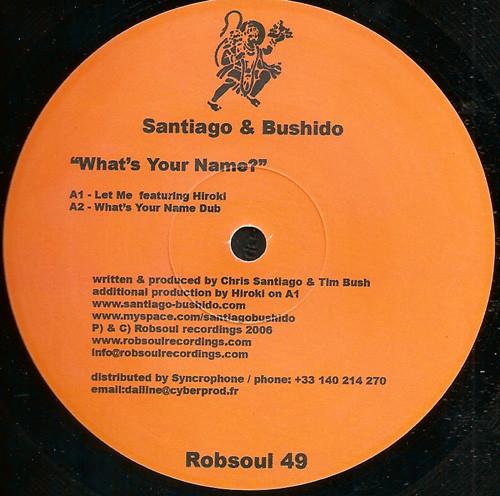 Santiago & Bushido
"What's Your Name?"
A1 - Let Me featuring Hiroki
A2 - What's Your Name Dub
written & produced by Chris Santiago & Tim Bush
additional production by Hiroki on A1
www.santiago-bushido.com
www.myspace.com/santiagobushido
P) & C) Robsoul recordings 2006
www.robsoulrecordings.com
info@robsoulrecordings.com
distributed by Syncrophone / phone: +33 140 214 270
email:dailine@cyberprod.fr
Robsoul 49